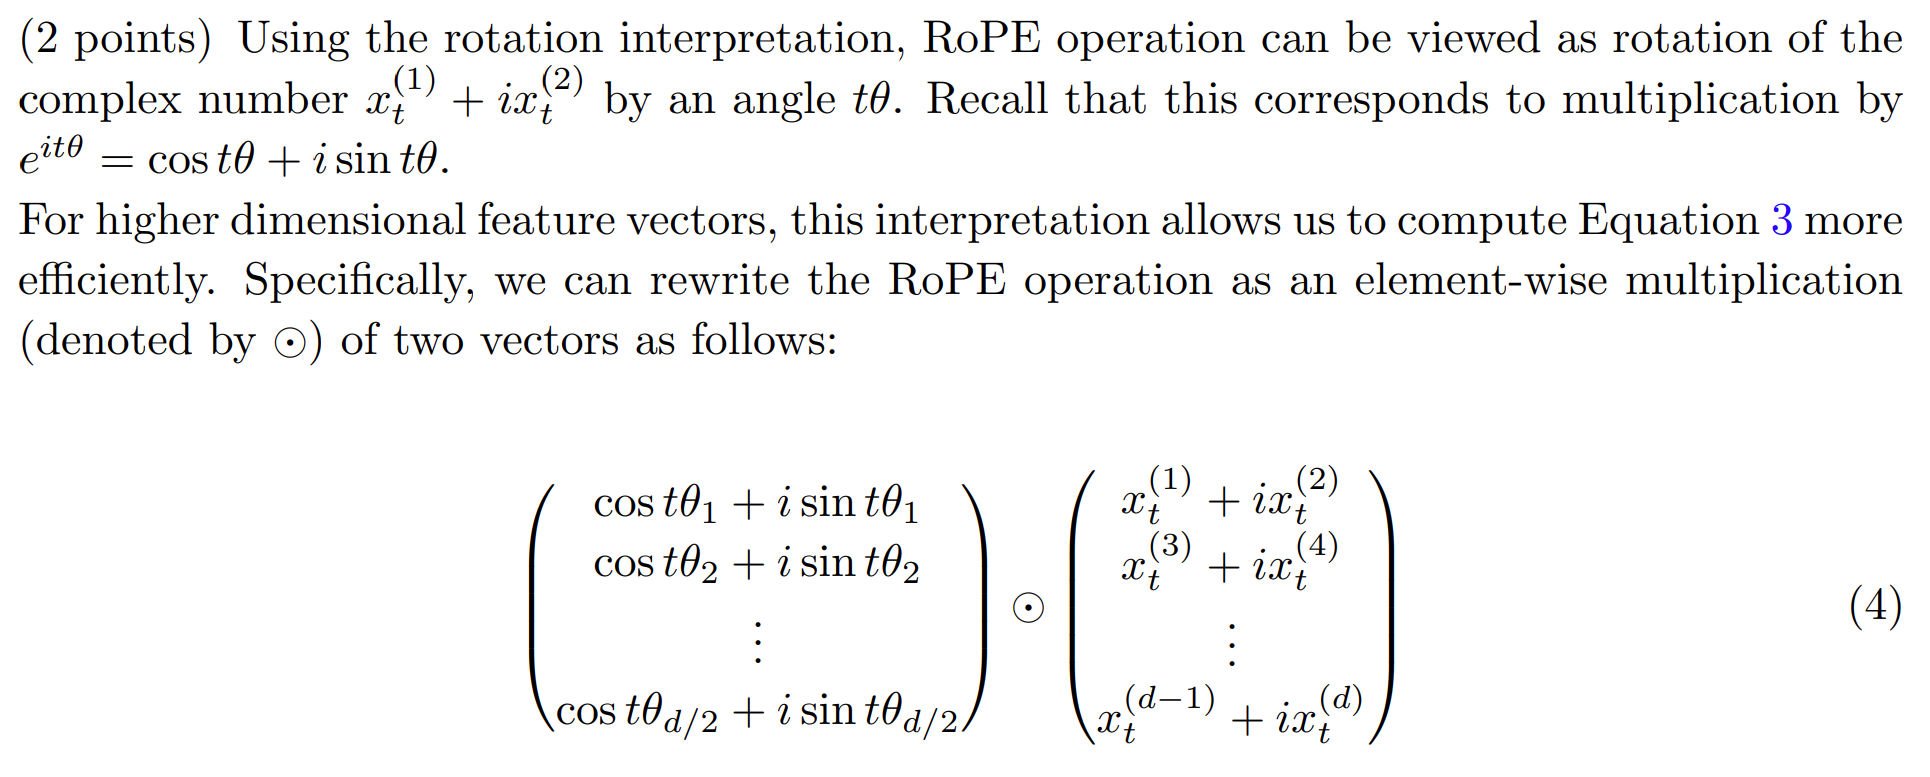 (2 points) Using the rotation interpretation, RoPE operation can be viewed as rotation of the
complex number $x_t^{(1)} + ix_t^{(2)}$ by an angle $t\theta$. Recall that this corresponds to multiplication by
$e^{it\theta} = \cos t\theta + i \sin t\theta$.
For higher dimensional feature vectors, this interpretation allows us to compute Equation 3 more
efficiently. Specifically, we can rewrite the RoPE operation as an element-wise multiplication
(denoted by $\odot$) of two vectors as follows:
$\begin{pmatrix} \cos t\theta_1 + i \sin t\theta_1 \\ \cos t\theta_2 + i \sin t\theta_2 \\ \vdots \\ \cos t\theta_{d/2} + i \sin t\theta_{d/2} \end{pmatrix} \odot \begin{pmatrix} x_t^{(1)} + ix_t^{(2)} \\ x_t^{(3)} + ix_t^{(4)} \\ \vdots \\ x_t^{(d-1)} + ix_t^{(d)} \end{pmatrix}$ (4)